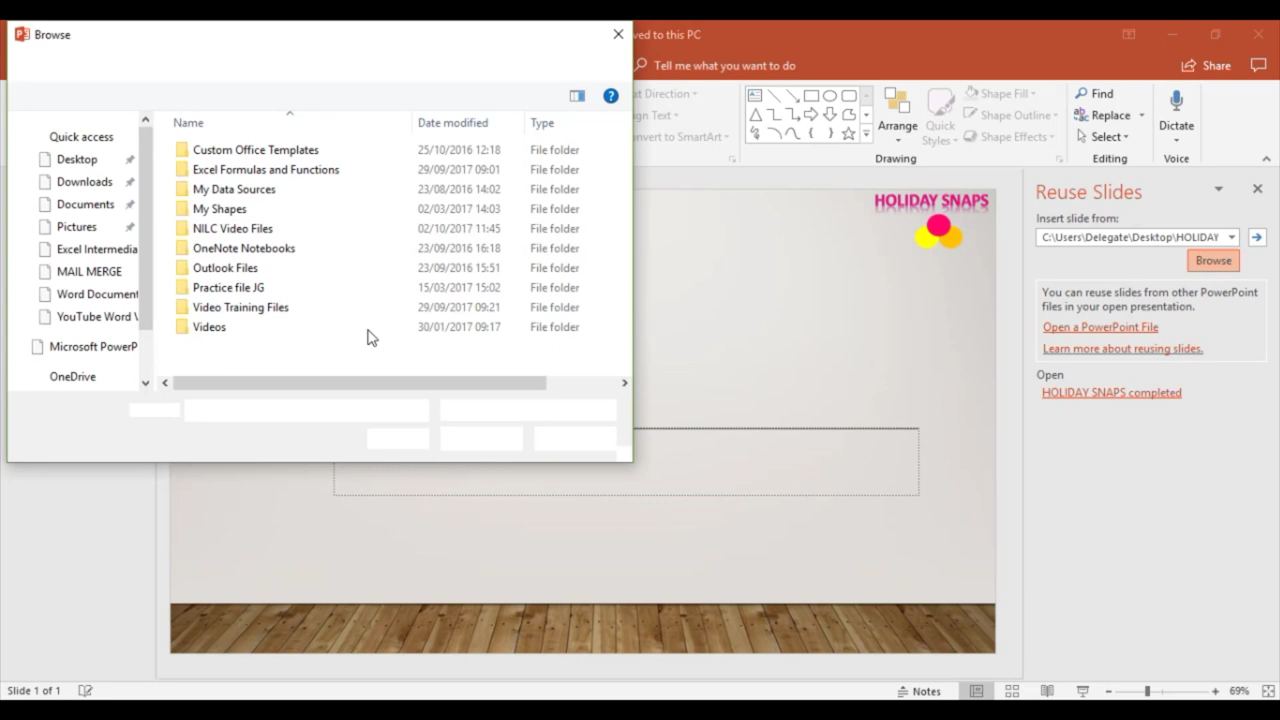 Browse
ved to this PC
Tell me what you want to do
Share
Direction
Shape Fill
Find
gn Text
Shape Outline
Replace
onvert to SmartArt
Arrange
Quick
Styles
Shape Effects
Select
Dictate
Drawing
Editing
Voice
Name
Date modified
Type
Quick access
Desktop
Downloads
Documents
Pictures
Excel Intermedia
MAIL MERGE
Word Document
YouTube Word
Microsoft PowerP
OneDrive
Custom Office Templates 25/10/2016 12:18 File folder
Excel Formulas and Functions 29/09/2017 09:01 File folder
My Data Sources 23/08/2016 14:02 File folder
My Shapes 02/03/2017 14:03 File folder
NILC Video Files 02/10/2017 11:45 File folder
OneNote Notebooks 23/09/2016 16:18 File folder
Outlook Files 23/09/2016 15:51 File folder
Practice file JG 15/03/2017 15:02 File folder
Video Training Files 29/09/2017 09:21 File folder
Videos 30/01/2017 09:17 File folder
HOLIDAY SNAPS
Reuse Slides
Insert slide from:
C:\Users\Delegate\Desktop\HOLIDAY
Browse
You can reuse slides from other PowerPoint
files in your open presentation.
Open a PowerPoint File
Learn more about reusing slides.
Open
HOLIDAY SNAPS completed
Slide 1 of 1
Notes
69%